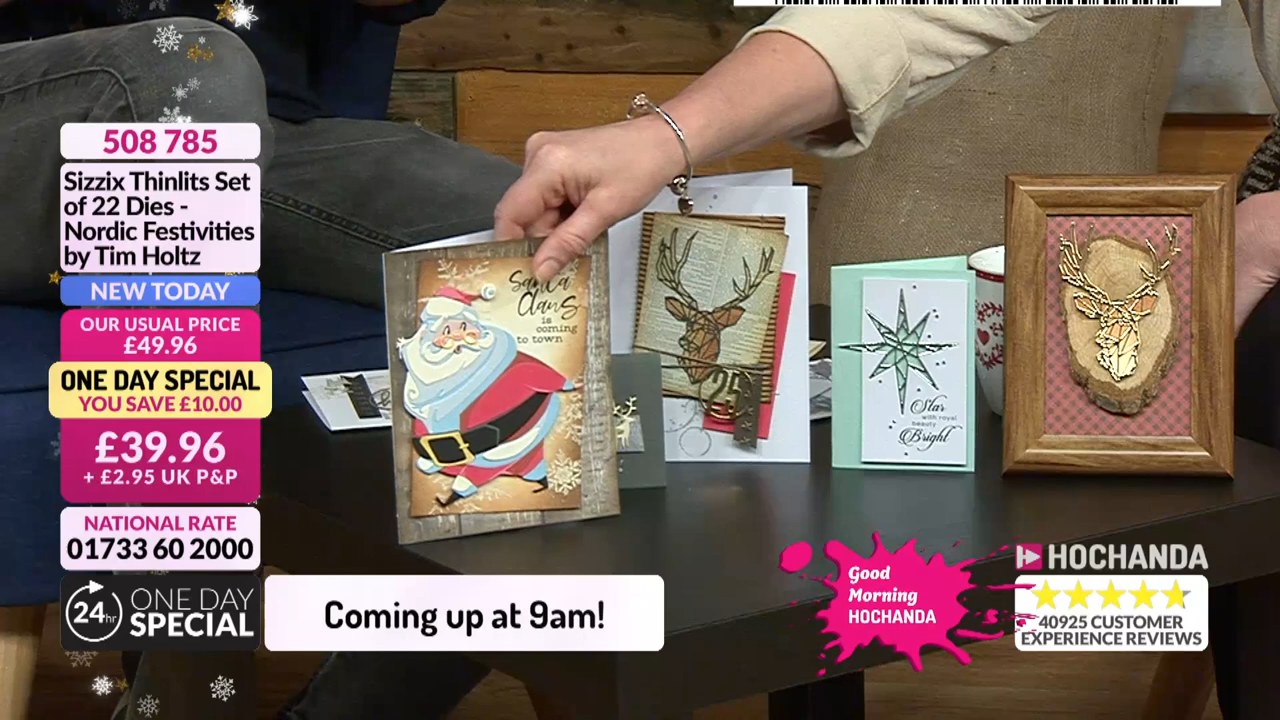 508 785
Sizzix Thinlits Set
of 22 Dies -
Nordic Festivities
by Tim Holtz
NEW TODAY
OUR USUAL PRICE
£49.96
ONE DAY SPECIAL
YOU SAVE £10.00
£39.96
+ £2.95 UK P&P
NATIONAL RATE
01733 60 2000
24hr ONE DAY
SPECIAL
Coming up at 9am!
Santa
Claus
is
coming
to town
25
Star
with royal
beauty
Bright
Good
Morning
HOCHANDA
HOCHANDA
40925 CUSTOMER
EXPERIENCE REVIEWS